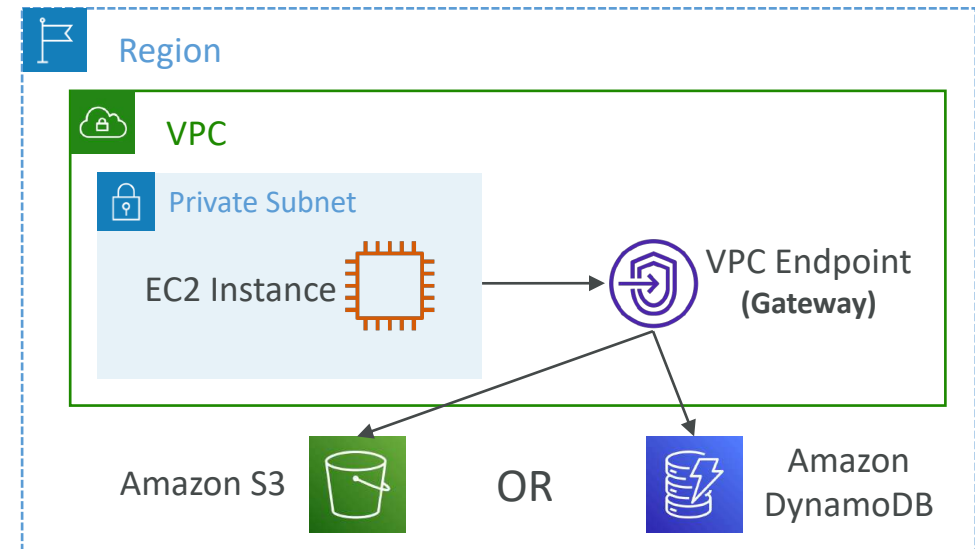 Region
VPC
Private Subnet
EC2 Instance
VPC Endpoint
(Gateway)
Amazon S3
OR
Amazon
DynamoDB